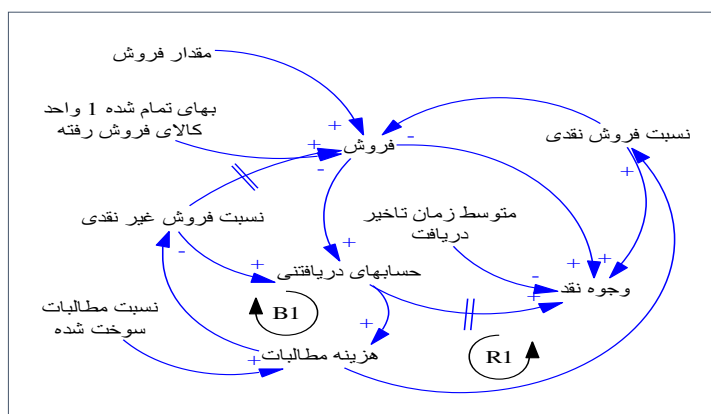 مقدار فروش
بهای تمام شده 1 واحد
کالای فروش رفته
+
+
-
-
فروش
نسبت فروش نقدی
+
نسبت فروش غیر نقدی
متوسط زمان تاخیر
دریافت
-
+
+
حسابهای دریافتنی
+
+
-
+
وجوه نقد
نسبت مطالبات
سوخت شده
B1
+
R1
+
هزینه مطالبات